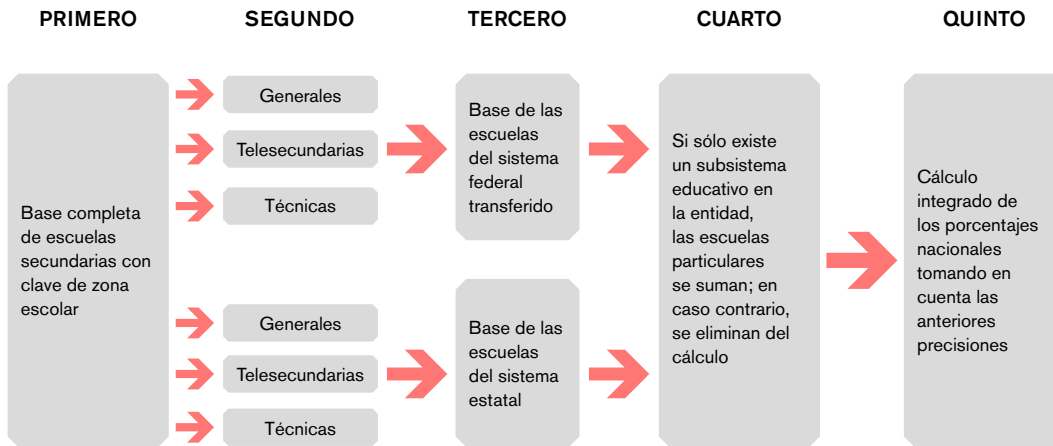 PRIMERO
SEGUNDO
TERCERO
CUARTO
QUINTO
Base completa
de escuelas
secundarias con
clave de zona
escolar
Generales
Telesecundarias
Técnicas
Generales
Telesecundarias
Técnicas
Base de las
escuelas
del sistema
federal
transferido
Base de las
escuelas
del sistema
estatal
Si sólo existe
un subsistema
educativo en
la entidad,
las escuelas
particulares
se suman; en
caso contrario,
se eliminan del
cálculo
Cálculo
integrado de
los porcentajes
nacionales
tomando en
cuenta las
anteriores
precisiones